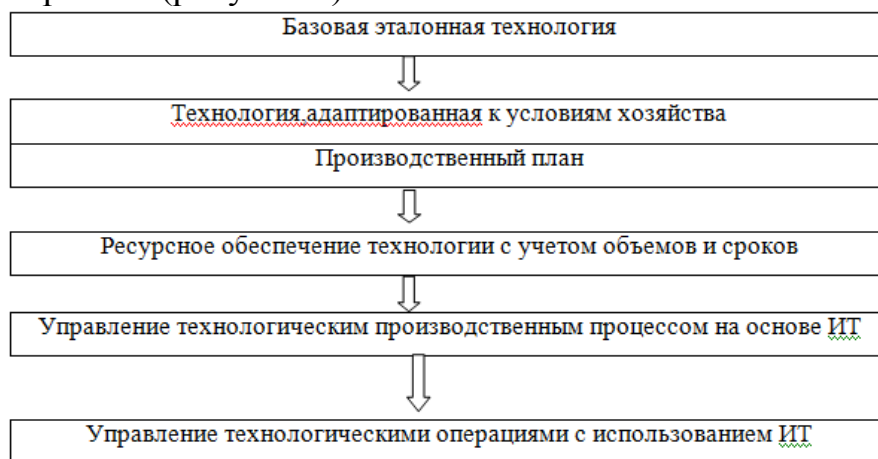 Базовая эталонная технология
Технология,адаптированная к условиям хозяйства
Производственный план
Ресурсное обеспечение технологии с учетом объемов и сроков
Управление технологическим производственным процессом на основе ИТ
Управление технологическими операциями с использованием ИТ